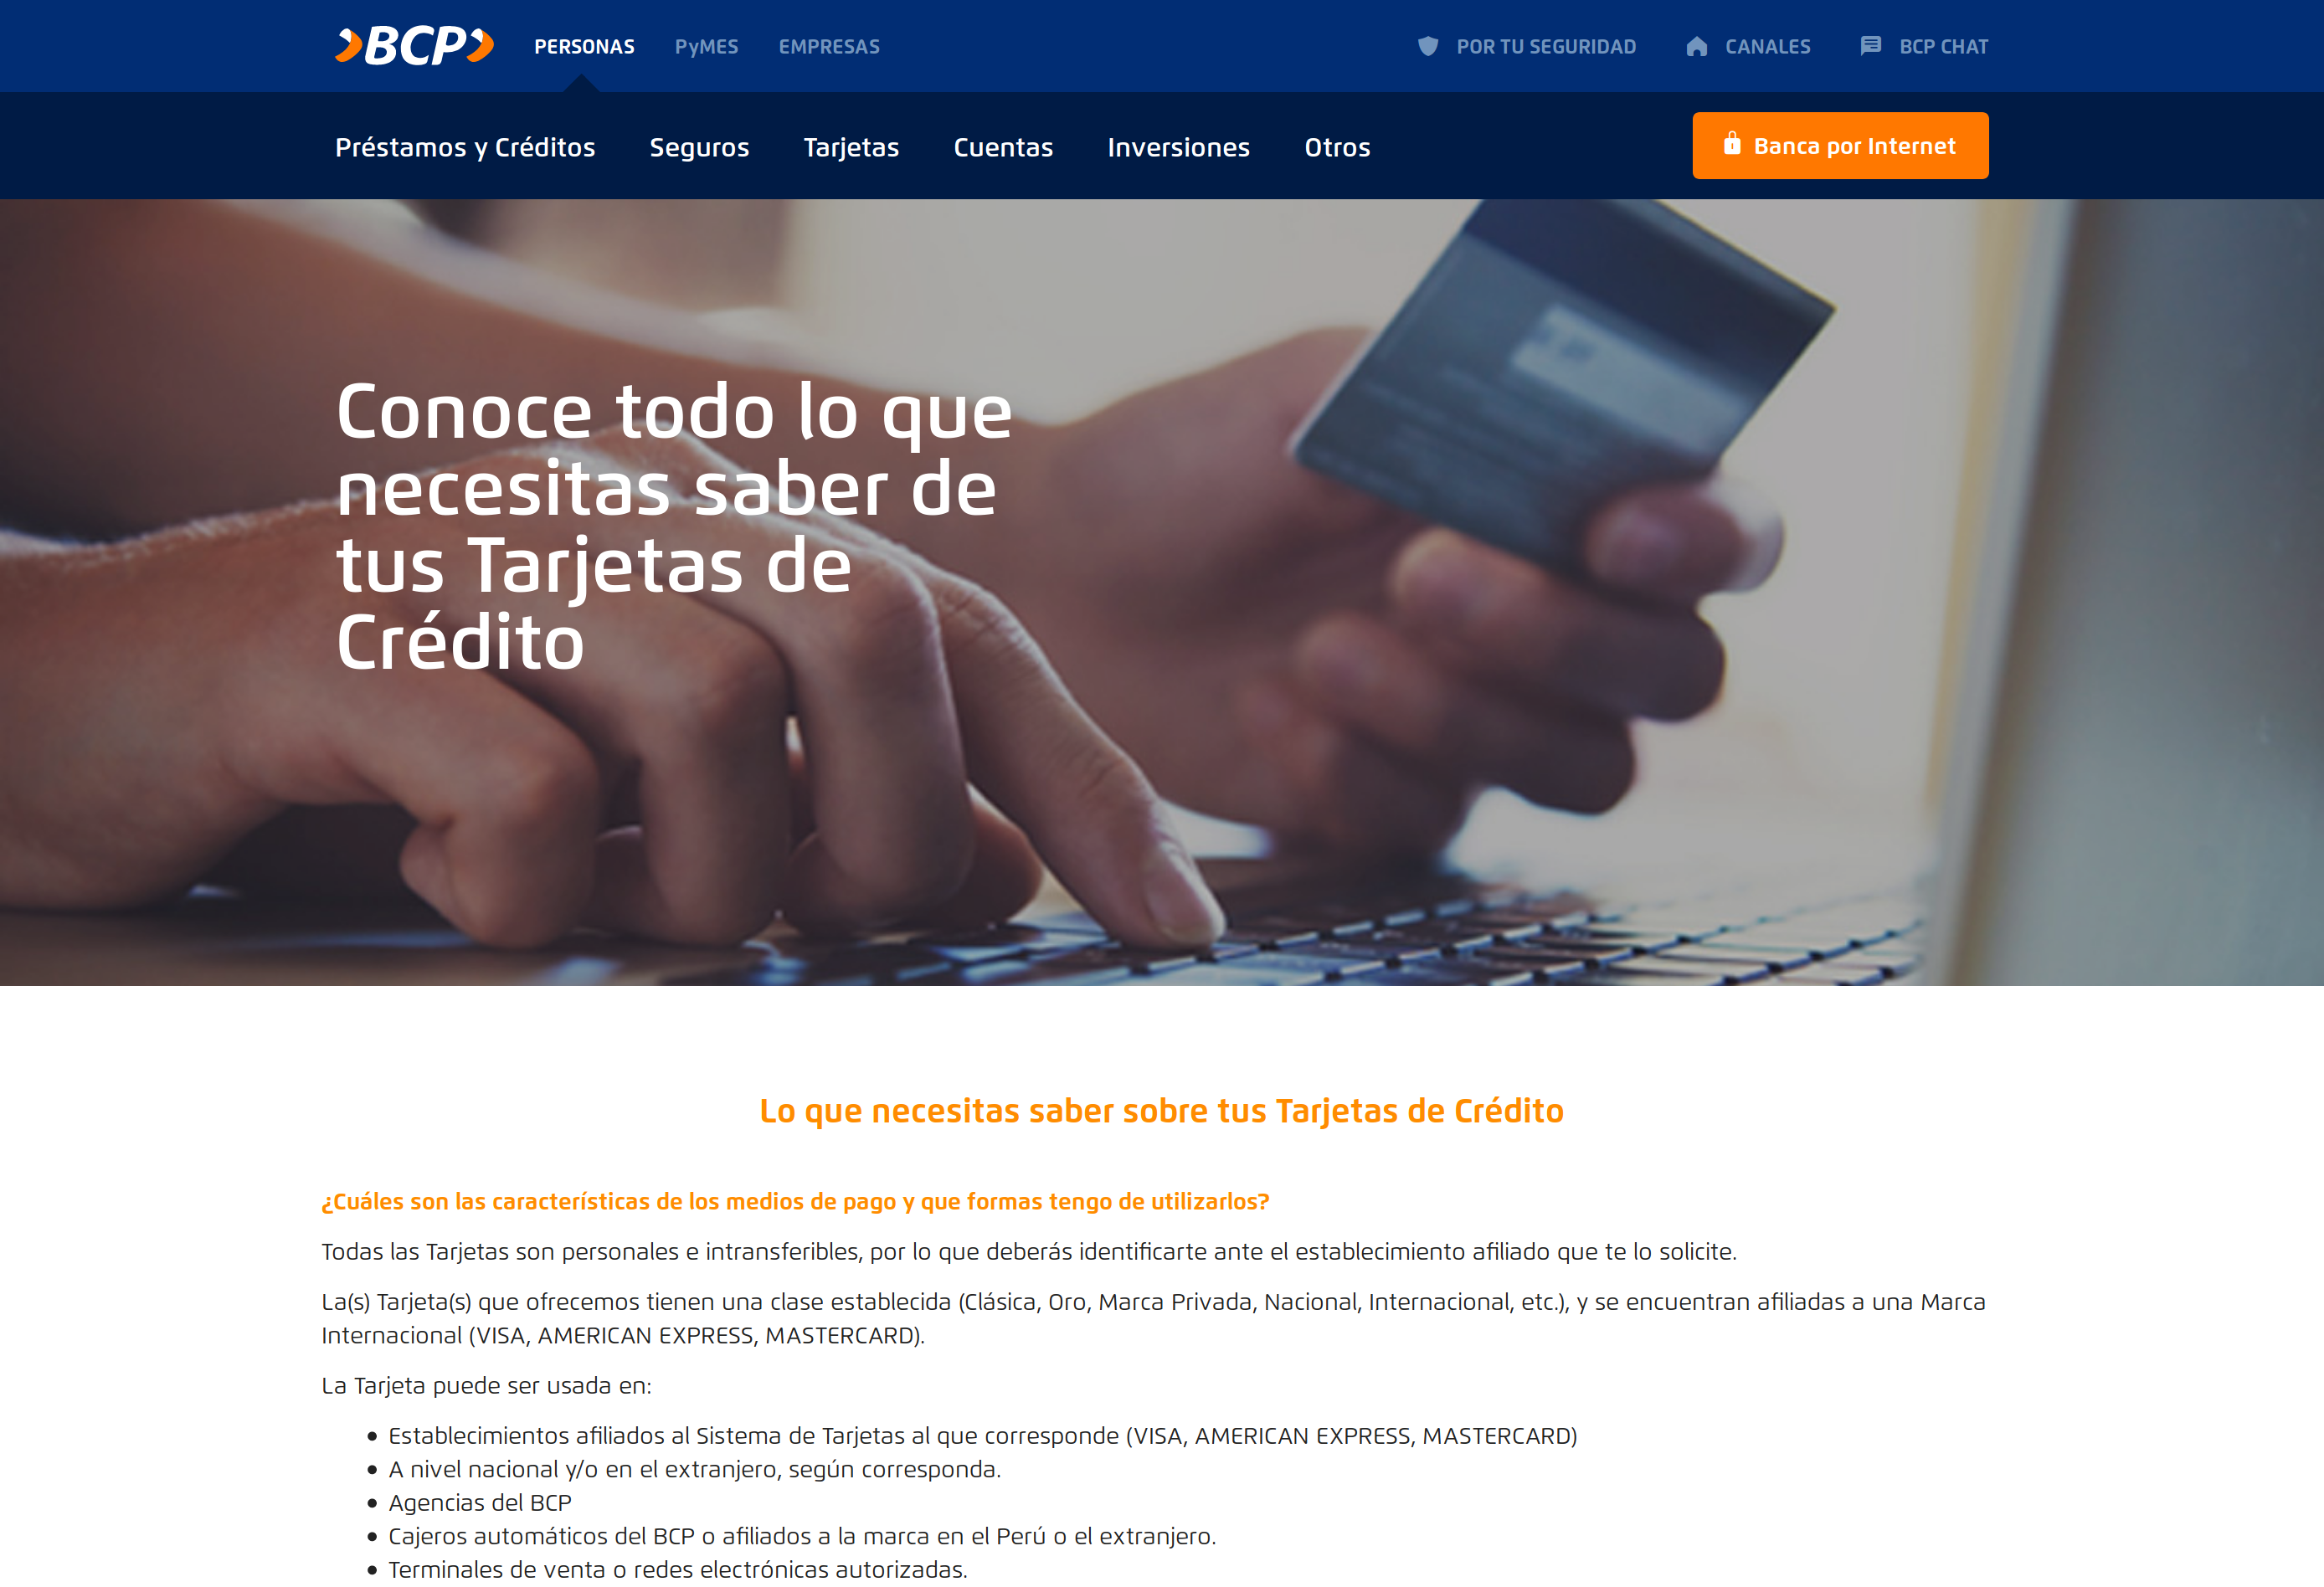 BCP PERSONAS PyMES EMPRESAS POR TU SEGURIDAD CANALES BCP CHAT
Préstamos y Créditos Seguros Tarjetas Cuentas Inversiones Otros Banca por Internet
Conoce todo lo que
necesitas saber de
tus Tarjetas de
Crédito
Lo que necesitas saber sobre tus Tarjetas de Crédito
¿Cuáles son las características de los medios de pago y que formas tengo de utilizarlos?
Todas las Tarjetas son personales e intransferibles, por lo que deberás identificarte ante el establecimiento afiliado que te lo solicite.
La(s) Tarjeta(s) que ofrecemos tienen una clase establecida (Clásica, Oro, Marca Privada, Nacional, Internacional, etc.), y se encuentran afiliadas a una Marca
Internacional (VISA, AMERICAN EXPRESS, MASTERCARD).
La Tarjeta puede ser usada en:
• Establecimientos afiliados al Sistema de Tarjetas al que corresponde (VISA, AMERICAN EXPRESS, MASTERCARD)
• A nivel nacional y/o en el extranjero, según corresponda.
• Agencias del BCP
• Cajeros automáticos del BCP o afiliados a la marca en el Perú o el extranjero.
• Terminales de venta o redes electrónicas autorizadas.